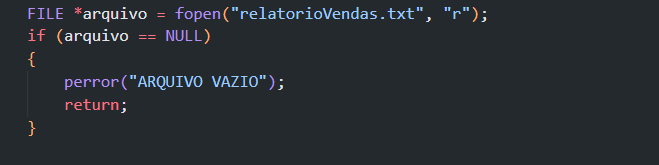 FILE *arquivo = fopen("relatorioVendas.txt", "r");
if (arquivo == NULL)
{
    perror("ARQUIVO VAZIO");
    return;
}